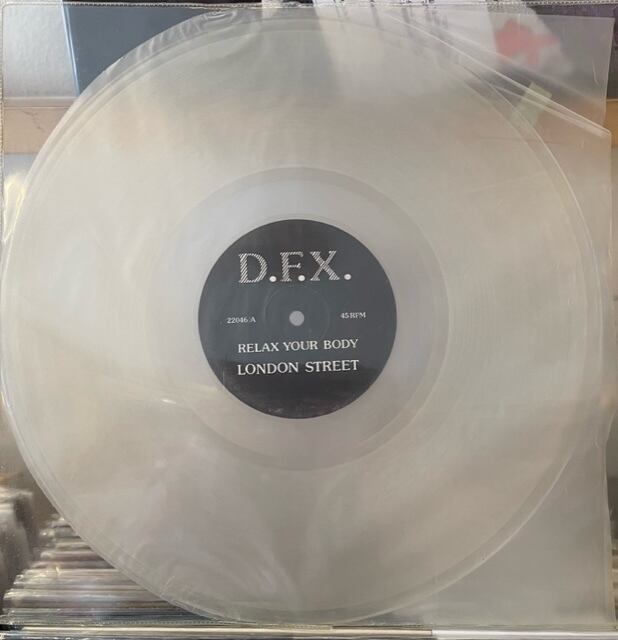 D.F.X.
22046/A 45 RPM
RELAX YOUR BODY
LONDON STREET